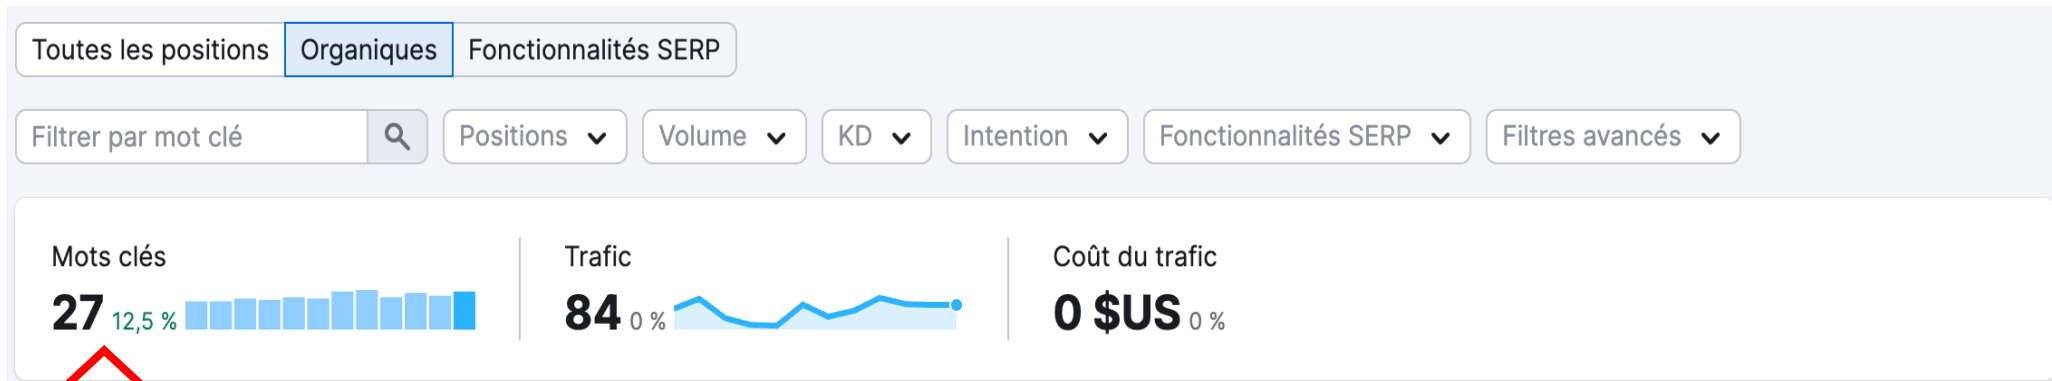 Toutes les positions Organiques Fonctionnalités SERP
Filtrer par mot clé Positions Volume KD Intention Fonctionnalités SERP Filtres avancés
Mots clés Trafic Coût du trafic
27 12,5 % 84 0 % 0 $US 0 %